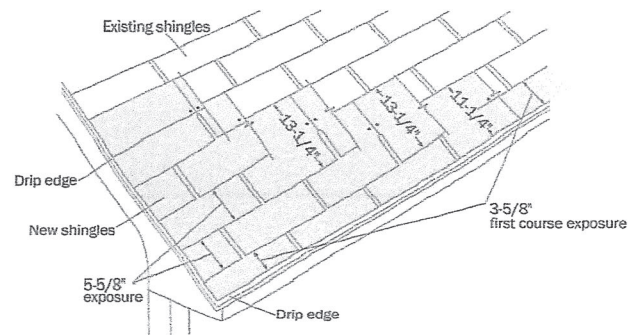 Existing shingles
13-1/4"
13-1/4"
11-1/4"
Drip edge
New shingles
3-5/8"
first course exposure
5-5/8"
exposure
Drip edge